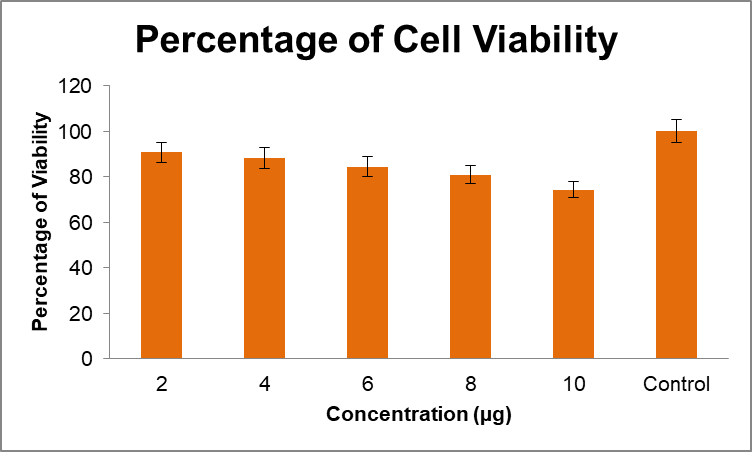 Percentage of Cell Viability
Percentage of Viability
120
100
80
60
40
20
0
2 4 6 8 10 Control
Concentration (µg)